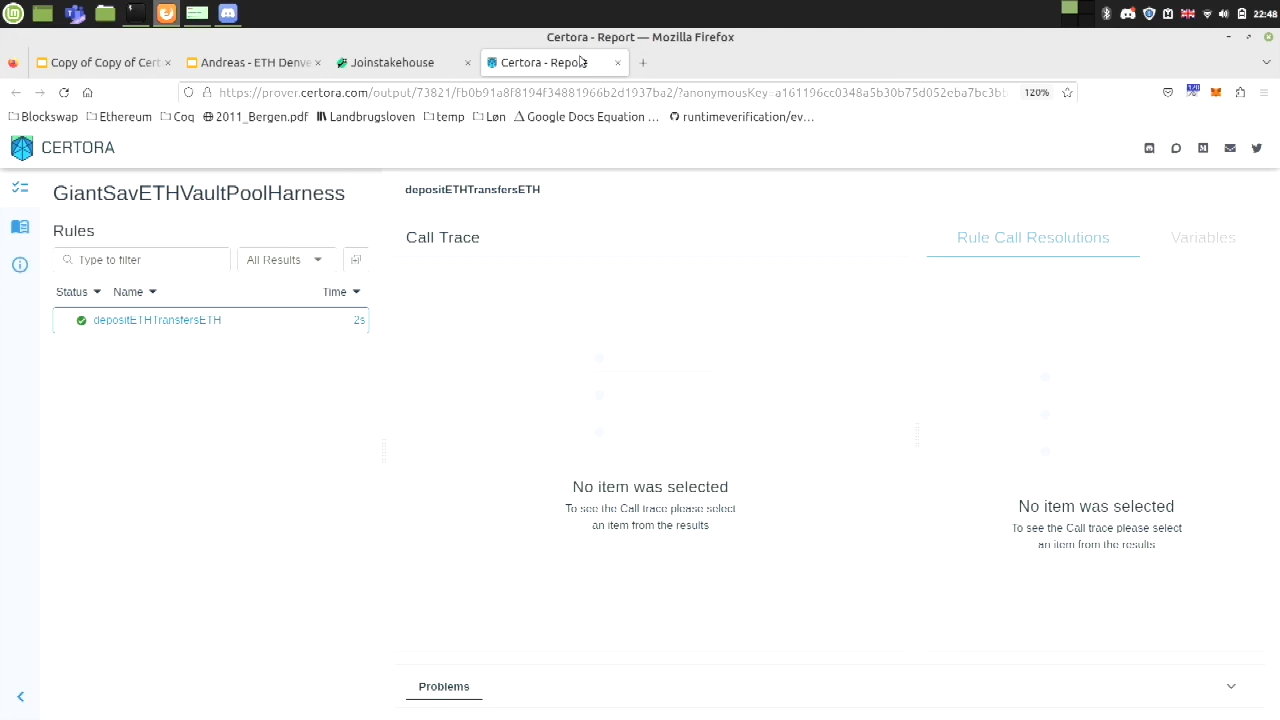 22:48
Certora - Report — Mozilla Firefox
Copy of Copy of Cert
Andreas - ETH Denve
Joinstakehouse
Certora - Report
https://prover.certora.com/output/73821/fb0b91a8f8194f34881966b2d1937ba2/?anonymousKey=a161196cc0348a5b30b75d052eba7bc3b
120%
Blockswap
Ethereum
Coq
2011_Bergen.pdf
Landbrugsloven
temp
Løn
Google Docs Equation ...
runtimeverification/ev...
CERTORA
GiantSavETHVaultPoolHarness
Rules
Type to filter
All Results
Status
Name
Time
depositETHTransfersETH
2s
depositETHTransfersETH
Call Trace
No item was selected
To see the Call trace please select
an item from the results
Rule Call Resolutions
Variables
No item was selected
To see the Call trace please select
an item from the results
Problems